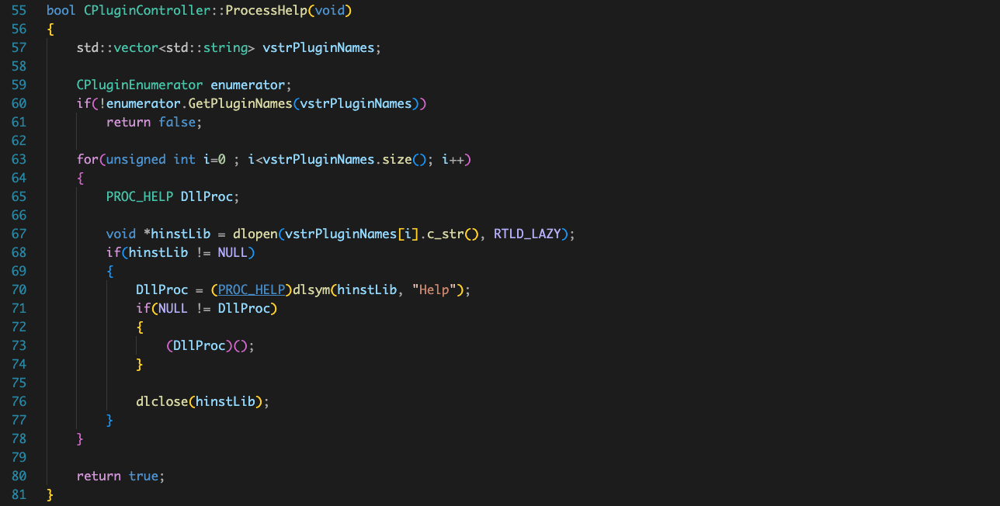 55 bool CPluginController::ProcessHelp(void)
56 {
57     std::vector<std::string> vstrPluginNames;
58
59     CPluginEnumerator enumerator;
60     if(!enumerator.GetPluginNames(vstrPluginNames))
61         return false;
62
63     for(unsigned int i=0 ; i<vstrPluginNames.size(); i++)
64     {
65         PROC_HELP DllProc;
66
67         void *hinstLib = dlopen(vstrPluginNames[i].c_str(), RTLD_LAZY);
68         if(hinstLib != NULL)
69         {
70             DllProc = (PROC_HELP)dlsym(hinstLib, "Help");
71             if(NULL != DllProc)
72             {
73                 (DllProc)();
74             }
75
76             dlclose(hinstLib);
77         }
78     }
79
80     return true;
81 }